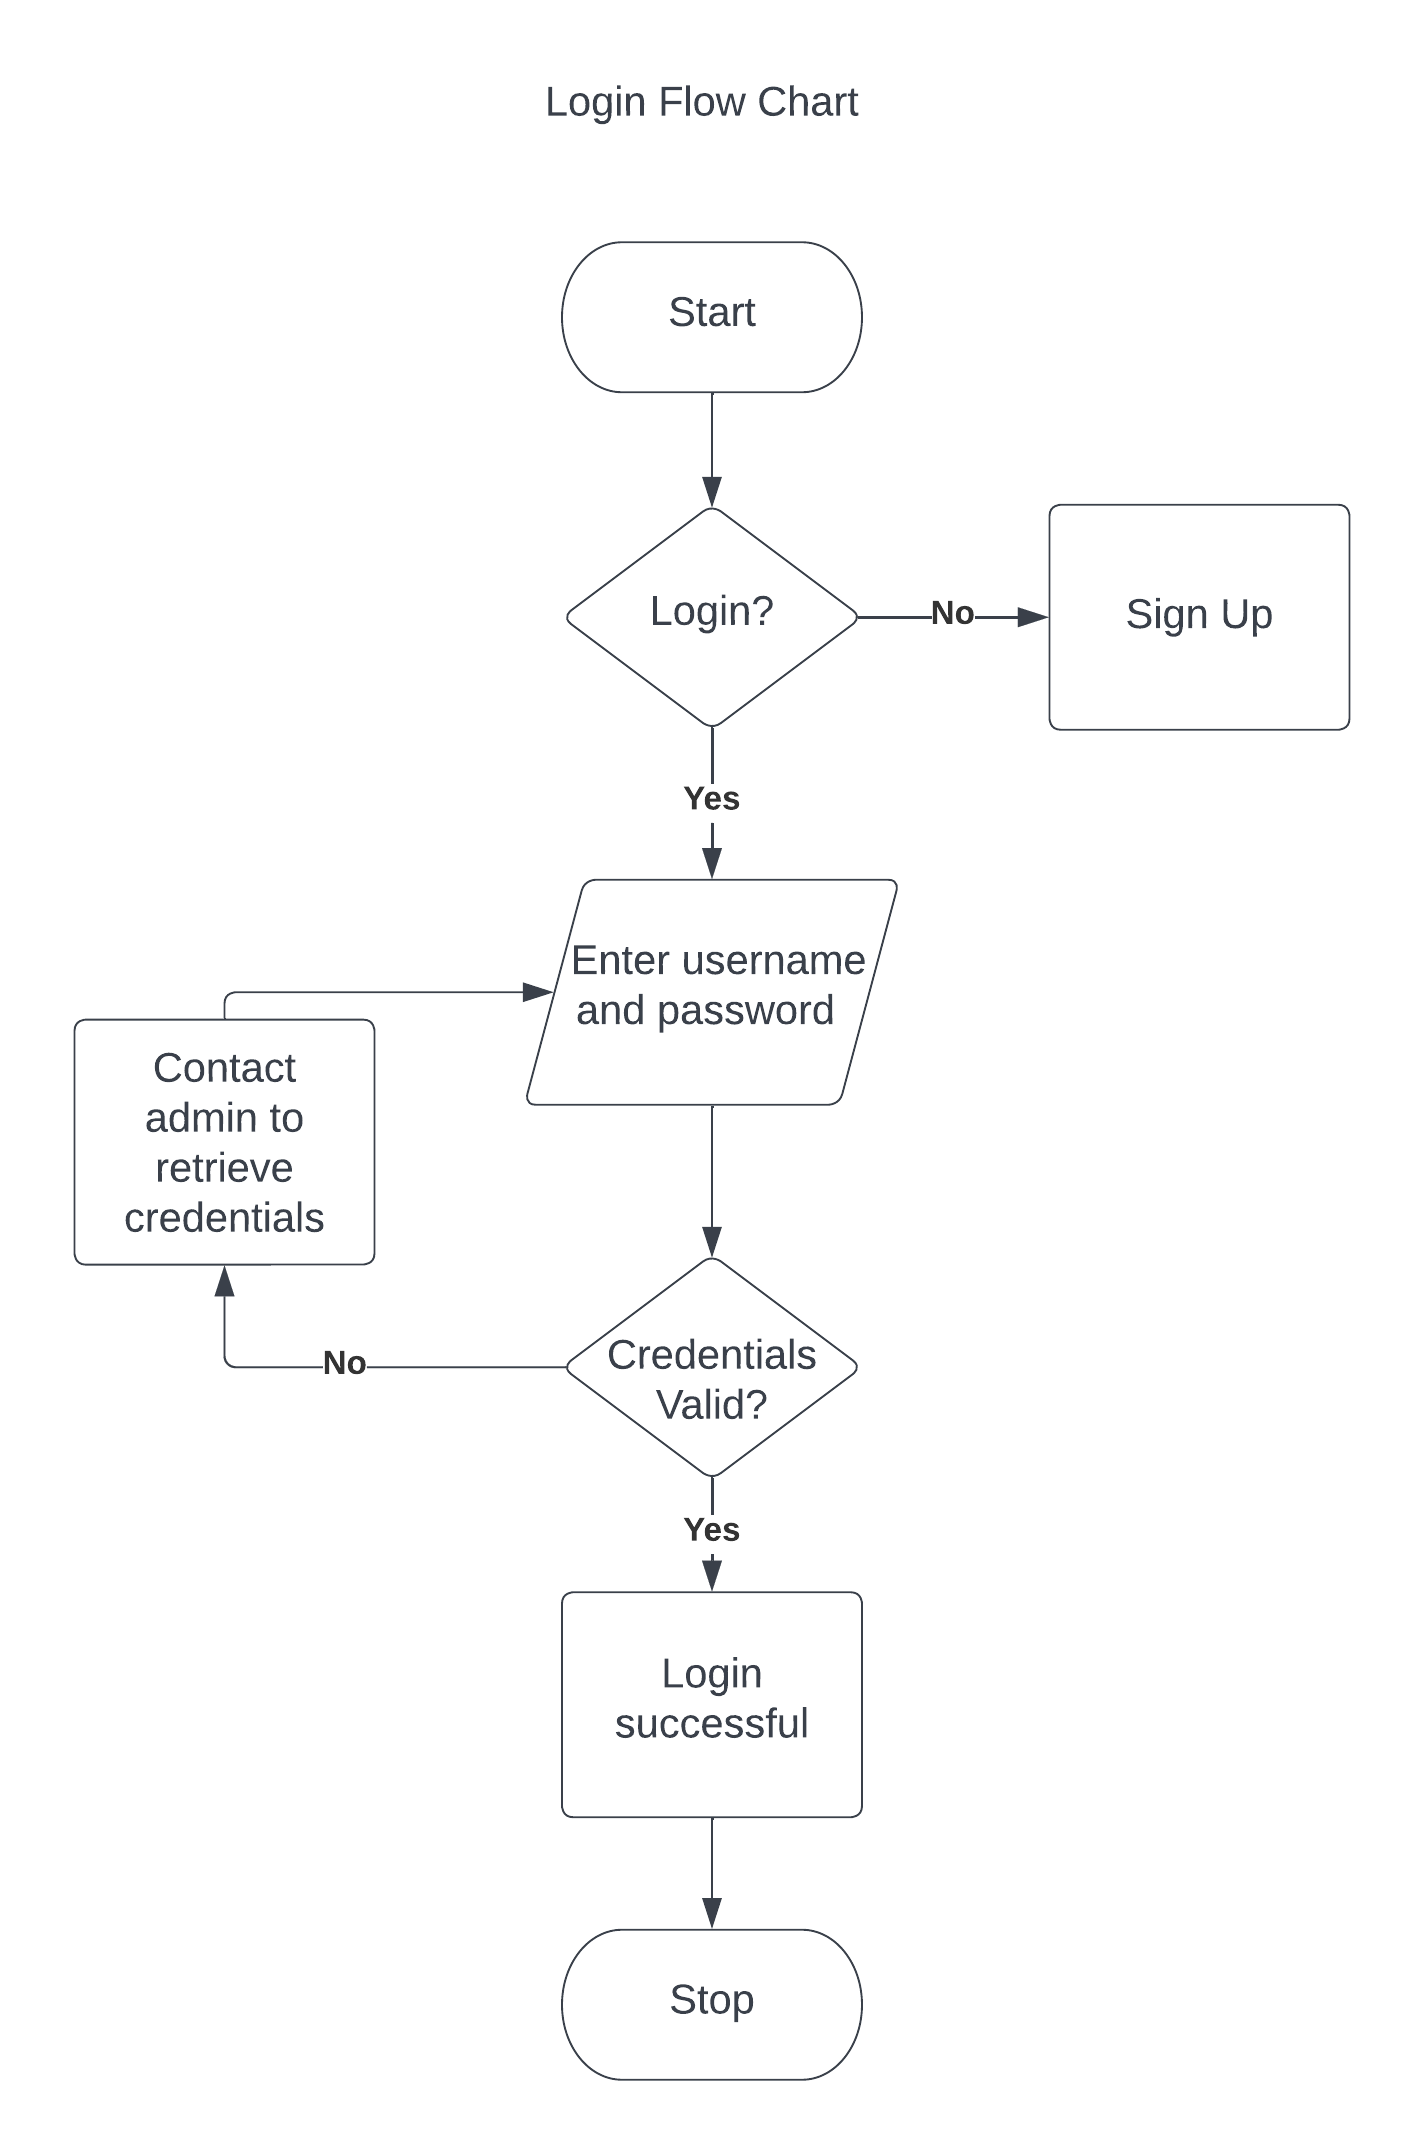 Login Flow Chart
Start
Login?
No
Sign Up
Yes
Enter username
and password
Contact
admin to
retrieve
credentials
Credentials
Valid?
No
Yes
Login
successful
Stop